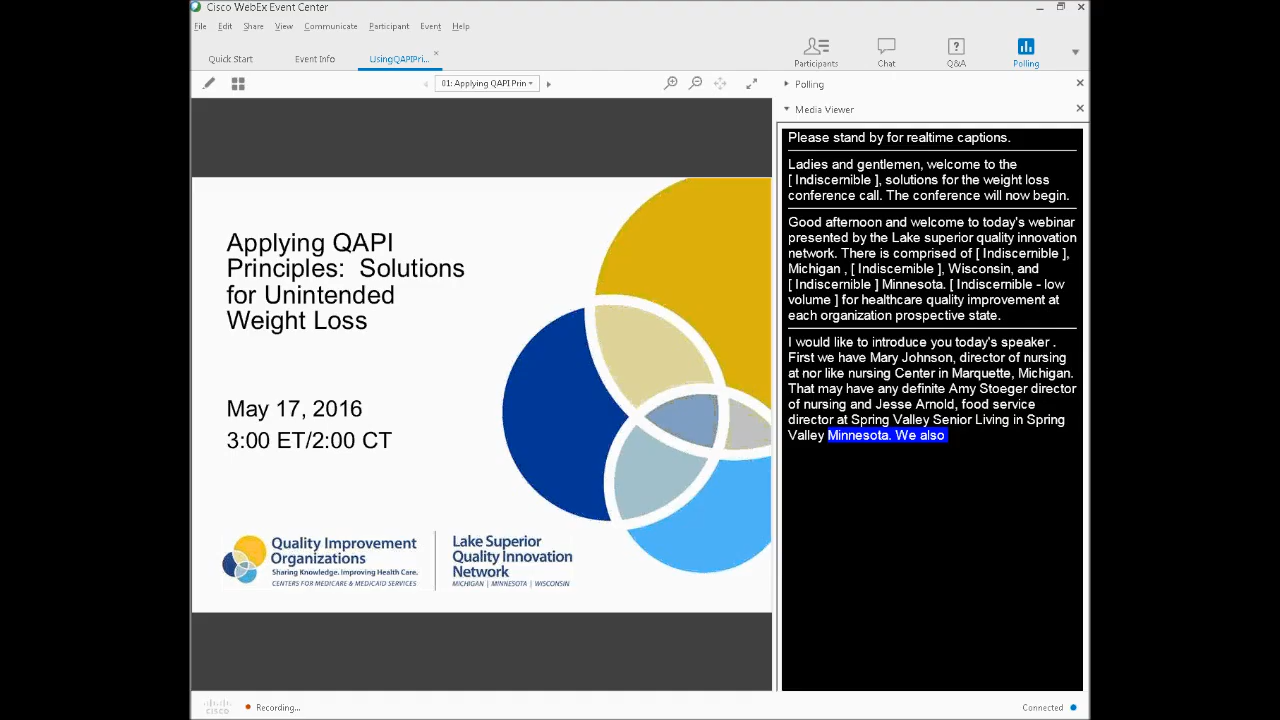 Cisco WebEx Event Center
File Edit Share View Communicate Participant Event Help
Quick Start Event Info UsingQAPIPri...
Participants Chat Q&A Polling
01: Applying QAPI Prin
Polling
Media Viewer
Applying QAPI
Principles: Solutions
for Unintended
Weight Loss
May 17, 2016
3:00 ET/2:00 CT
Quality Improvement
Organizations
Sharing Knowledge. Improving Health Care.
CENTERS FOR MEDICARE & MEDICAID SERVICES
Lake Superior
Quality Innovation
Network
MICHIGAN | MINNESOTA | WISCONSIN
Please stand by for realtime captions.
Ladies and gentlemen, welcome to the
[ Indiscernible ], solutions for the weight loss
conference call. The conference will now begin.
Good afternoon and welcome to today's webinar
presented by the Lake superior quality innovation
network. There is comprised of [ Indiscernible ],
Michigan , [ Indiscernible ], Wisconsin, and
[ Indiscernible ] Minnesota. [ Indiscernible - low
volume ] for healthcare quality improvement at
each organization prospective state.
I would like to introduce you today's speaker .
First we have Mary Johnson, director of nursing
at nor like nursing Center in Marquette, Michigan.
That may have any definite Amy Stoeger director
of nursing and Jesse Arnold, food service
director at Spring Valley Senior Living in Spring
Valley Minnesota. We also
cisco
Recording...
Connected